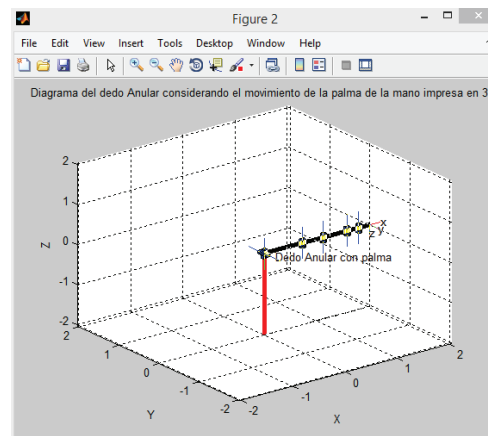 Figure 2
File Edit View Insert Tools Desktop Window Help
Diagrama del dedo Anular considerando el movimiento de la palma de la mano impresa en 3
2
1
0
-1
-2
Z
2
1
0
-1
-2
Y
-2
-1
0
1
2
X
x
y
z
Dedo Anular con palma